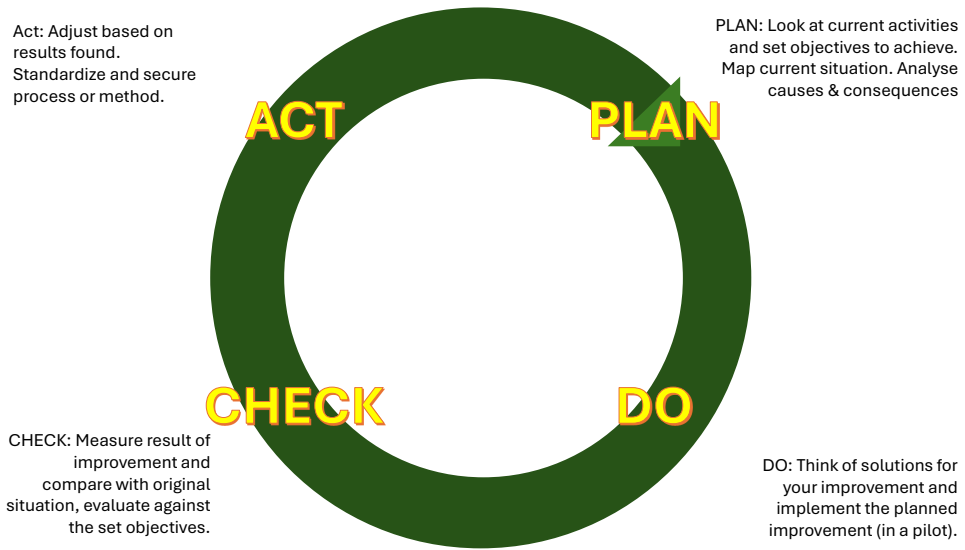 Act: Adjust based on
results found.
Standardize and secure
process or method.
PLAN: Look at current activities
and set objectives to achieve.
Map current situation. Analyse
causes & consequences
ACT
PLAN
CHECK
DO
CHECK: Measure result of
improvement and
compare with original
situation, evaluate against
the set objectives.
DO: Think of solutions for
your improvement and
implement the planned
improvement (in a pilot).